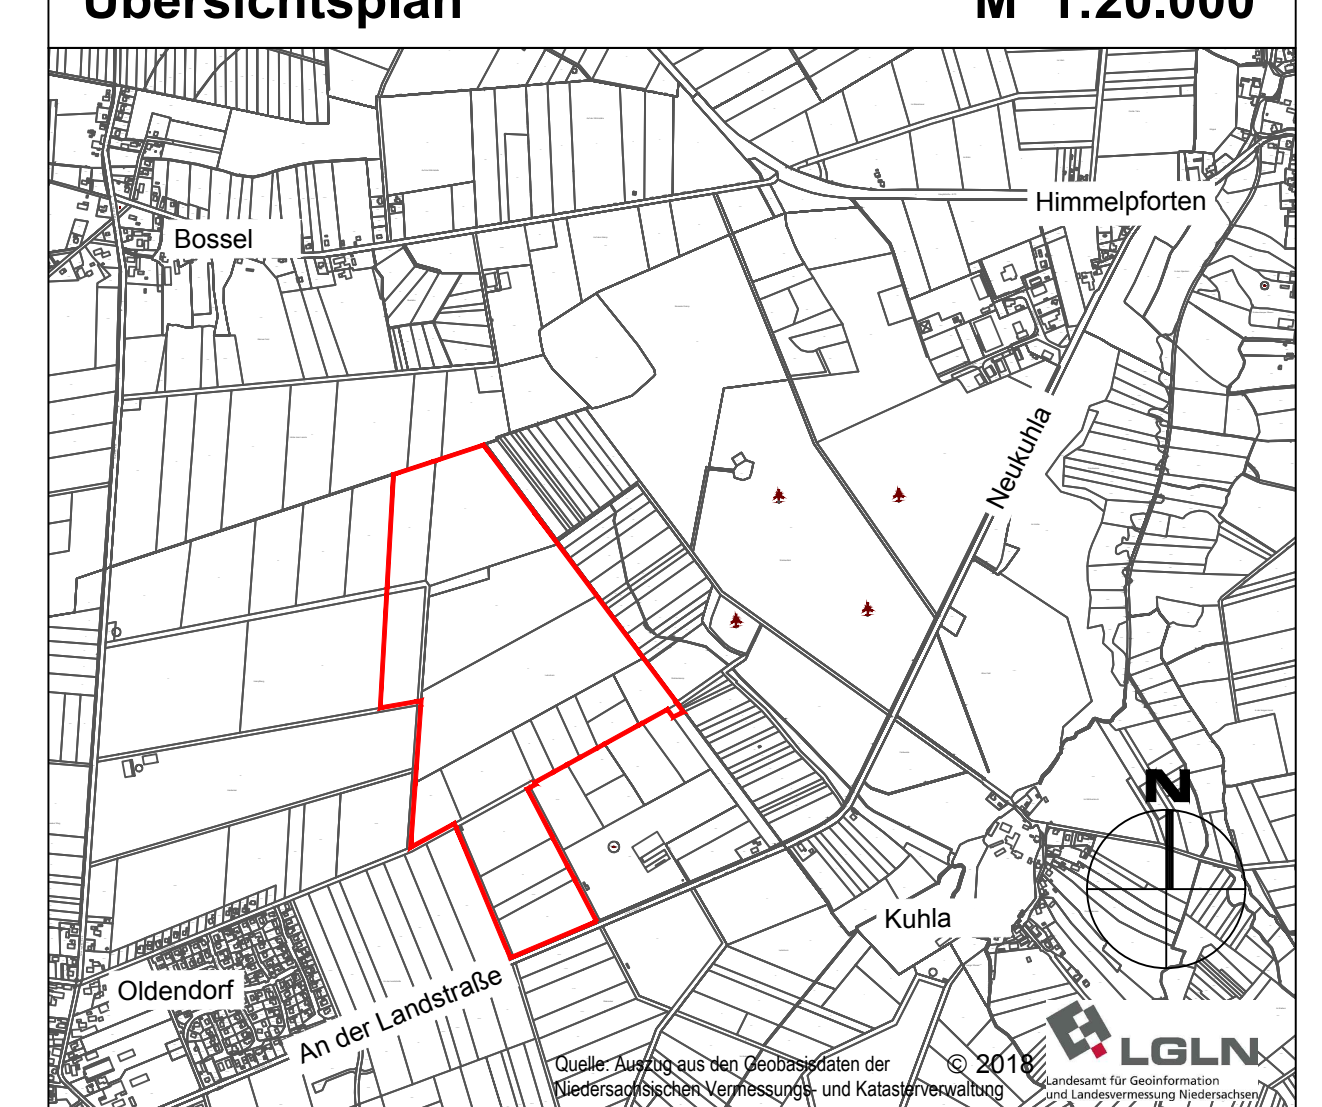 Übersichtsplan M 1:20.000
Himmelpforten
Bossel
Neukuhla
Kuhla
Oldendorf
An der Landstraße
N
Quelle: Auszug aus den Geobasisdaten der
Niedersächsischen Vermessungs- und Katasterverwaltung
© 2018
LGLN
Landesamt für Geoinformation
und Landesvermessung Niedersachsen